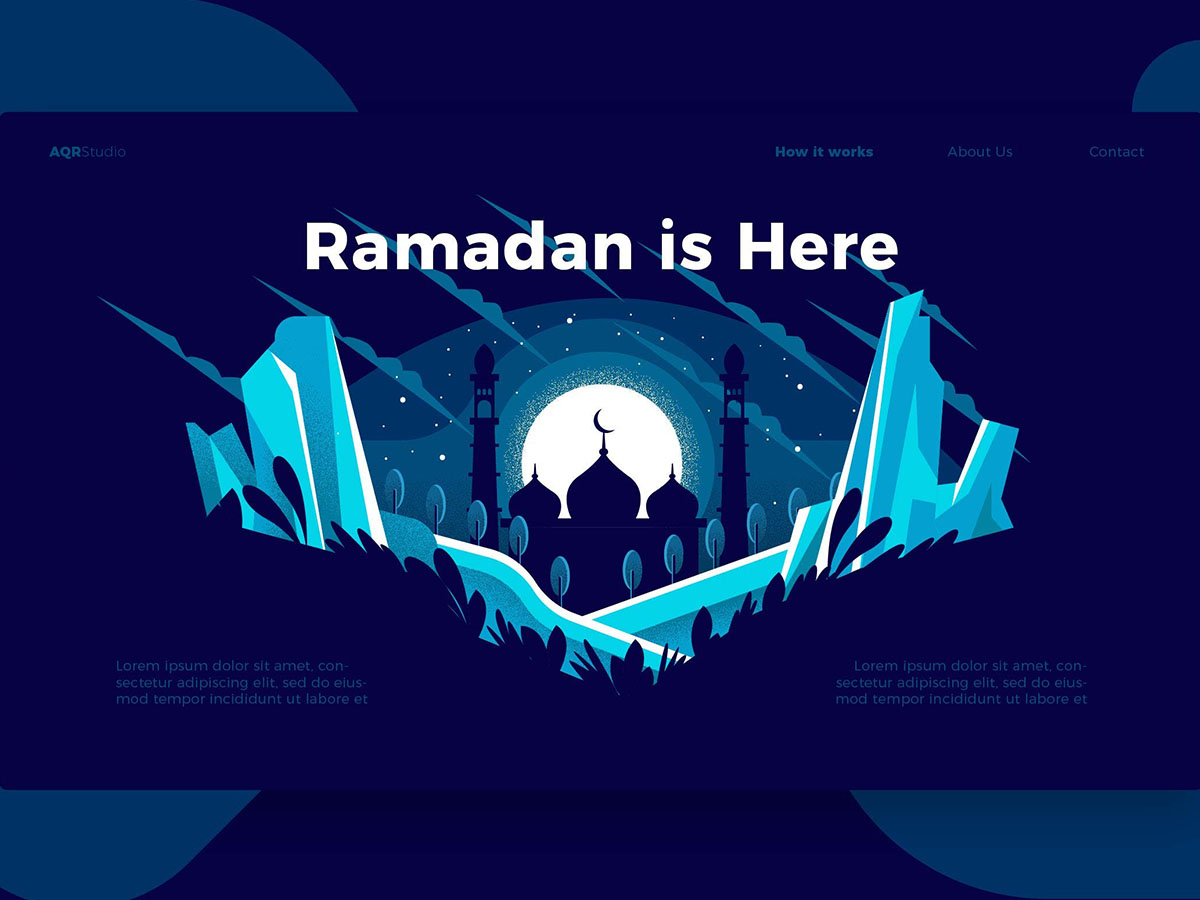 AQRStudio
How it works
About Us
Contact
Ramadan is Here
Lorem ipsum dolor sit amet, con-
sectetur adipiscing elit, sed do eius-
mod tempor incididunt ut labore et
Lorem ipsum dolor sit amet, con-
sectetur adipiscing elit, sed do eius-
mod tempor incididunt ut labore et